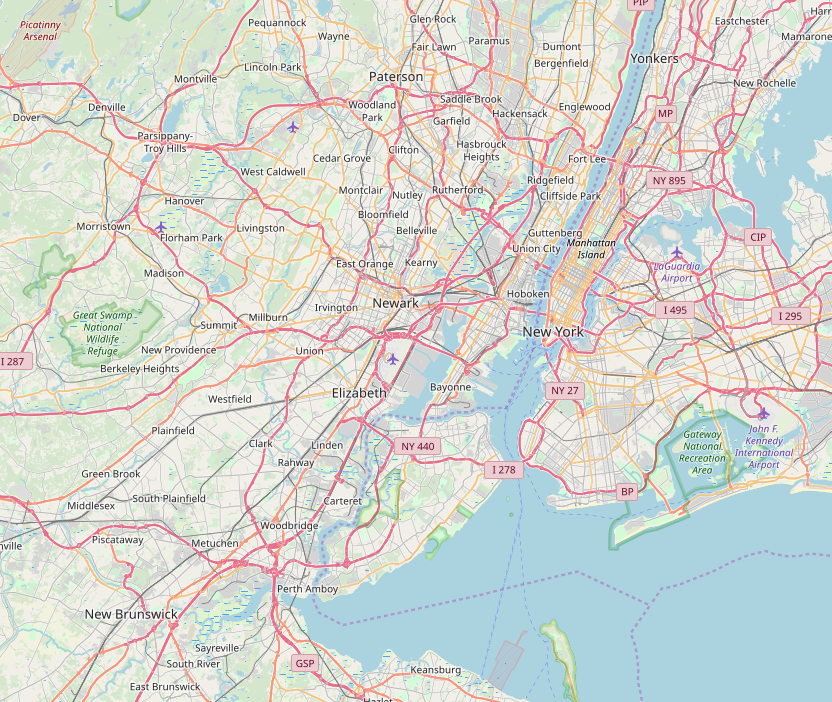 PIP
Picatinny
Arsenal
Pequannock
Glen Rock
Eastchester
Wayne
Fair Lawn
Paramus
Dumont
Mamarone
Bergenfield
Yonkers
Lincoln Park
Montville
Paterson
New Rochelle
Denville
Woodland
Park
Saddle Brook
Englewood
Dover
Hackensack
MP
Garfield
Parsippany-
Troy Hills
Clifton
Hasbrouck
Heights
Cedar Grove
Fort Lee
West Caldwell
Ridgefield
NY 895
Montclair
Nutley
Rutherford
Cliffside Park
Hanover
Bloomfield
Morristown
Livingston
Belleville
Guttenberg
CIP
Florham Park
Union City
Manhattan
Island
East Orange
Kearny
LaGuardia
Airport
Madison
Hoboken
Newark
Irvington
I 495
I 295
Great Swamp
National
Wildlife
Refuge
Millburn
Summit
New York
I 287
New Providence
Union
Berkeley Heights
Elizabeth
Bayonne
NY 27
Westfield
Plainfield
Clark
Linden
NY 440
Gateway
National
Recreation
Area
John F.
Kennedy
International
Airport
Rahway
I 278
Green Brook
South Plainfield
Carteret
BP
Middlesex
Woodbridge
Piscataway
Metuchen
Perth Amboy
New Brunswick
Sayreville
South River
GSP
Keansburg
East Brunswick